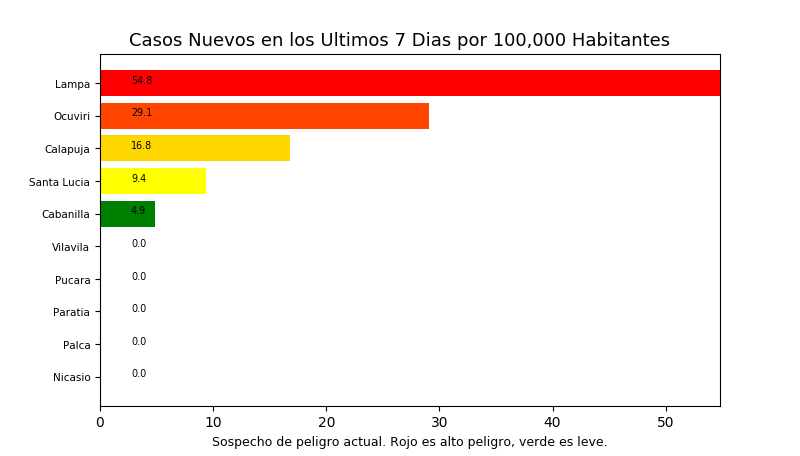 Casos Nuevos en los Ultimos 7 Dias por 100,000 Habitantes
Lampa 54.8
Ocuviri 29.1
Calapuja 16.8
Santa Lucia 9.4
Cabanilla 4.9
Vilavila 0.0
Pucara 0.0
Paratia 0.0
Palca 0.0
Nicasio 0.0
0 10 20 30 40 50
Sospecho de peligro actual. Rojo es alto peligro, verde es leve.